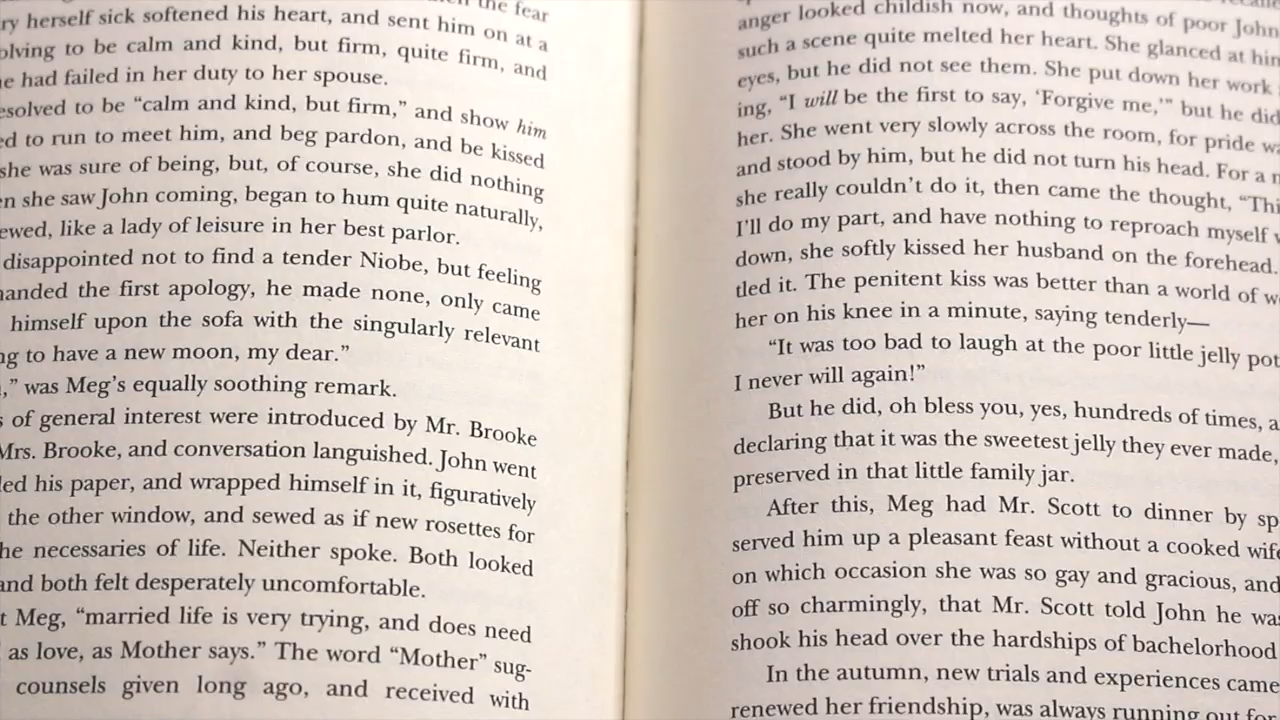 the fear
ry herself sick softened his heart, and sent him on at a
olving to be calm and kind, but firm, quite firm, and
e had failed in her duty to her spouse.
esolved to be “calm and kind, but firm,” and show him
ed to run to meet him, and beg pardon, and be kissed
she was sure of being, but, of course, she did nothing
n she saw John coming, began to hum quite naturally,
ewed, like a lady of leisure in her best parlor.
disappointed not to find a tender Niobe, but feeling
anded the first apology, he made none, only came
himself upon the sofa with the singularly relevant
ng to have a new moon, my dear.”
,” was Meg’s equally soothing remark.
s of general interest were introduced by Mr. Brooke
Mrs. Brooke, and conversation languished. John went
led his paper, and wrapped himself in it, figuratively
the other window, and sewed as if new rosettes for
he necessaries of life. Neither spoke. Both looked
and both felt desperately uncomfortable.
t Meg, “married life is very trying, and does need
as love, as Mother says.” The word “Mother” sug-
counsels given long ago, and received with
anger looked childish now, and thoughts of poor John
such a scene quite melted her heart. She glanced at him
eyes, but he did not see them. She put down her work
ing, “I will be the first to say, ‘Forgive me,’” but he did
her. She went very slowly across the room, for pride wa
and stood by him, but he did not turn his head. For a m
she really couldn’t do it, then came the thought, “Thi
I’ll do my part, and have nothing to reproach myself w
down, she softly kissed her husband on the forehead.
tled it. The penitent kiss was better than a world of wo
her on his knee in a minute, saying tenderly—
“It was too bad to laugh at the poor little jelly pot
I never will again!”
But he did, oh bless you, yes, hundreds of times, a
declaring that it was the sweetest jelly they ever made,
preserved in that little family jar.
After this, Meg had Mr. Scott to dinner by sp
served him up a pleasant feast without a cooked wife
on which occasion she was so gay and gracious, and
off so charmingly, that Mr. Scott told John he was
shook his head over the hardships of bachelorhood
In the autumn, new trials and experiences came
renewed her friendship, was always running out for